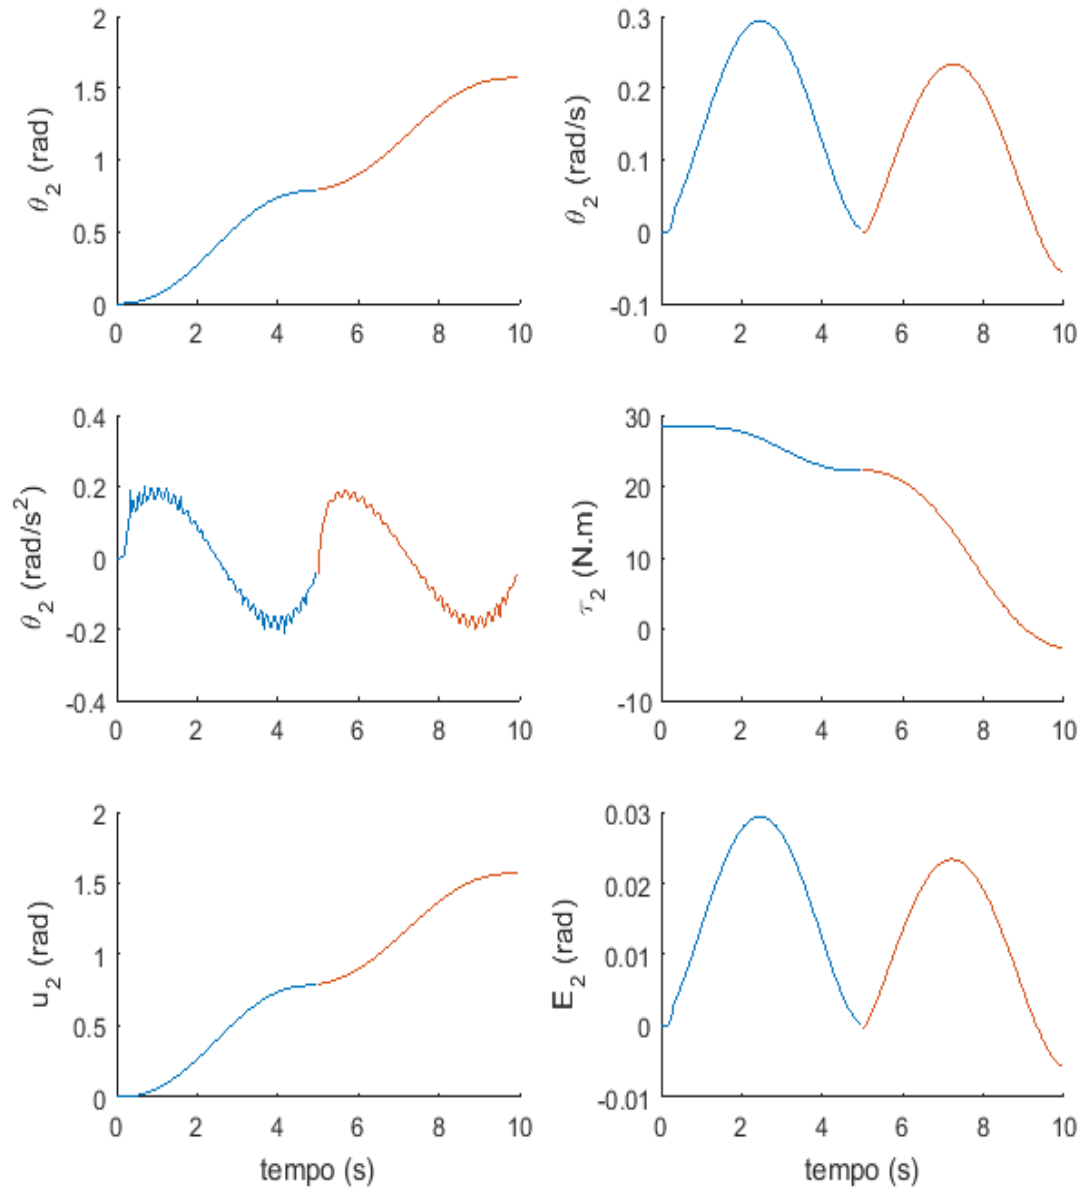 2
1.5
1
0.5
0
θ₂ (rad)
0 2 4 6 8 10
0.3
0.2
0.1
0
-0.1
θ₂ (rad/s)
0 2 4 6 8 10
0.4
0.2
0
-0.2
-0.4
θ₂ (rad/s²)
0 2 4 6 8 10
30
20
10
0
-10
τ₂ (N.m)
0 2 4 6 8 10
2
1.5
1
0.5
0
u₂ (rad)
0 2 4 6 8 10
tempo (s)
0.03
0.02
0.01
0
-0.01
E₂ (rad)
0 2 4 6 8 10
tempo (s)